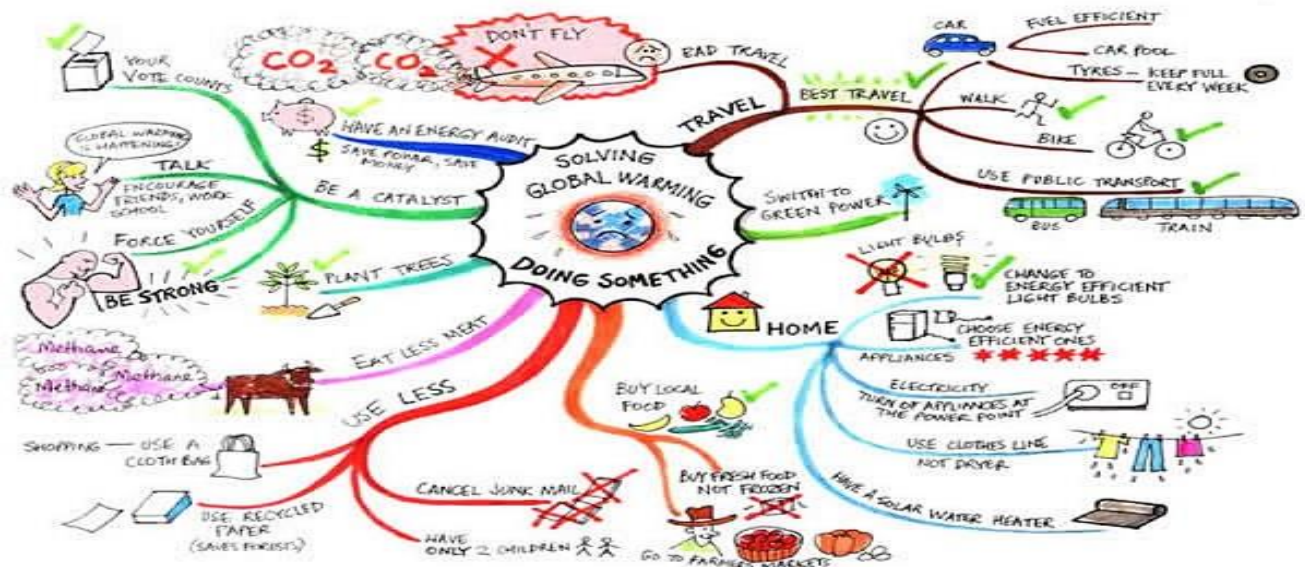 SOLVING
GLOBAL WARMING
DOING SOMETHING
TRAVEL
BAD TRAVEL
DON'T FLY
CO2
CO2
BEST TRAVEL
CAR
FUEL EFFICIENT
CAR POOL
TYRES — KEEP FULL
EVERY WEEK
WALK
BIKE
USE PUBLIC TRANSPORT
BUS
TRAIN
SWITH TO
GREEN POWER
HOME
LIGHT BULBS
CHANGE TO
ENERGY EFFICIENT
LIGHT BULBS
APPLIANCES
CHOOSE ENERGY
EFFICIENT ONES
ELECTRICITY
TURN OF APPLIANCES AT
THE POWER POINT
OFF
USE CLOTHES LINE
NOT DRYER
HAVE A SOLAR WATER HEATER
BUY LOCAL
FOOD
BUY FRESH FOOD
NOT FROZEN
GO TO FARMERS MARKETS
USE LESS
CANCEL JUNK MAIL
HAVE
ONLY 2 CHILDREN
USE RECYCLED
PAPER
(SAVES FORESTS)
SHOPPING — USE A
CLOTH BAG
EAT LESS MEAT
Methane
Methane
Methane
PLANT TREES
BE A CATALYST
YOUR
VOTE COUNTS
TALK
ENCOURAGE
FRIENDS, WORK
SCHOOL
GLOBAL WARMING
IS HAPPENING!
FORCE YOURSELF
BE STRONG
HAVE AN ENERGY AUDIT
SAVE POWAR, SAVE
MONEY
$